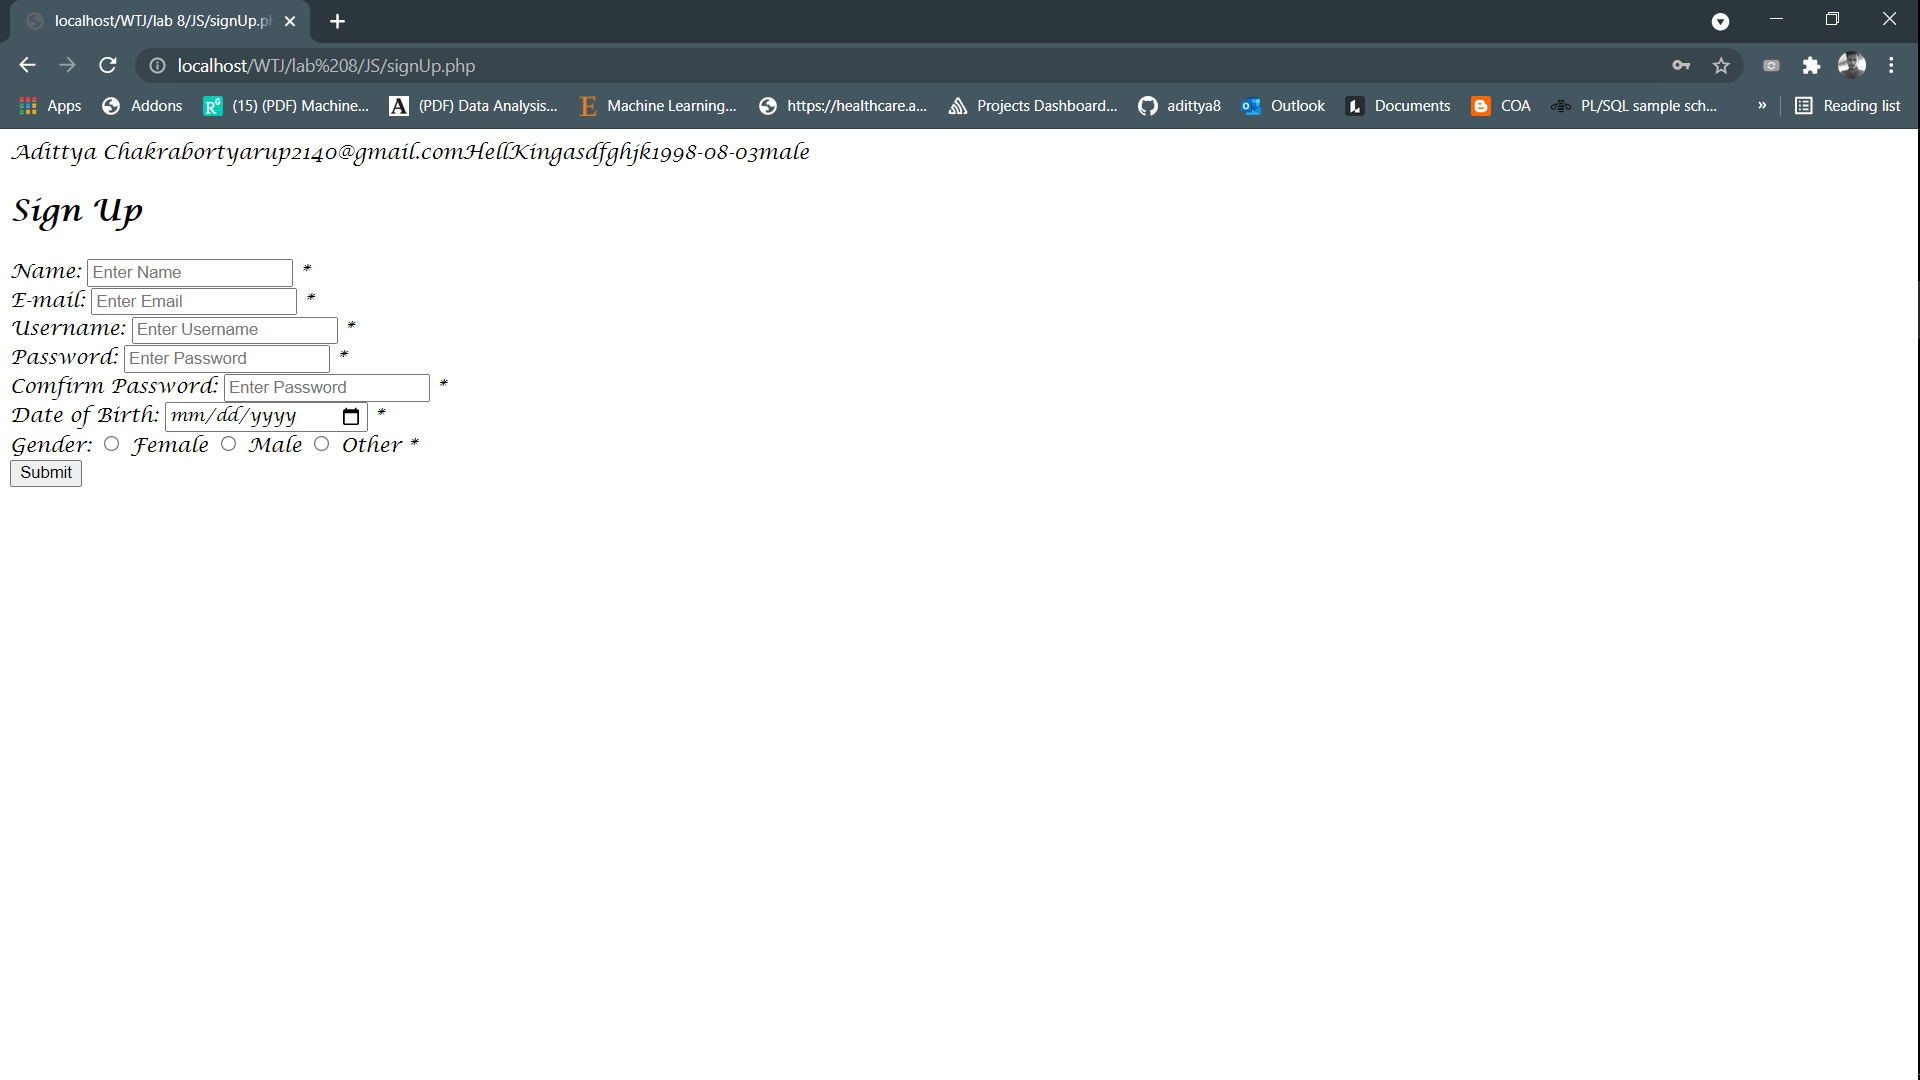 localhost/WTJ/lab 8/JS/signUp.ph
localhost/WTJ/lab%208/JS/signUp.php
Apps Addons (15) (PDF) Machine... (PDF) Data Analysis... Machine Learning... https://healthcare.a... Projects Dashboard... adittya8 Outlook Documents COA PL/SQL sample sch... » Reading list
Adittya Chakrabortyarup2140@gmail.comHellKingasdfghjk1998-08-03male
Sign Up
Name: Enter Name *
E-mail: Enter Email *
Username: Enter Username *
Password: Enter Password *
Comfirm Password: Enter Password *
Date of Birth: mm/dd/yyyy *
Gender: Female Male Other *
Submit